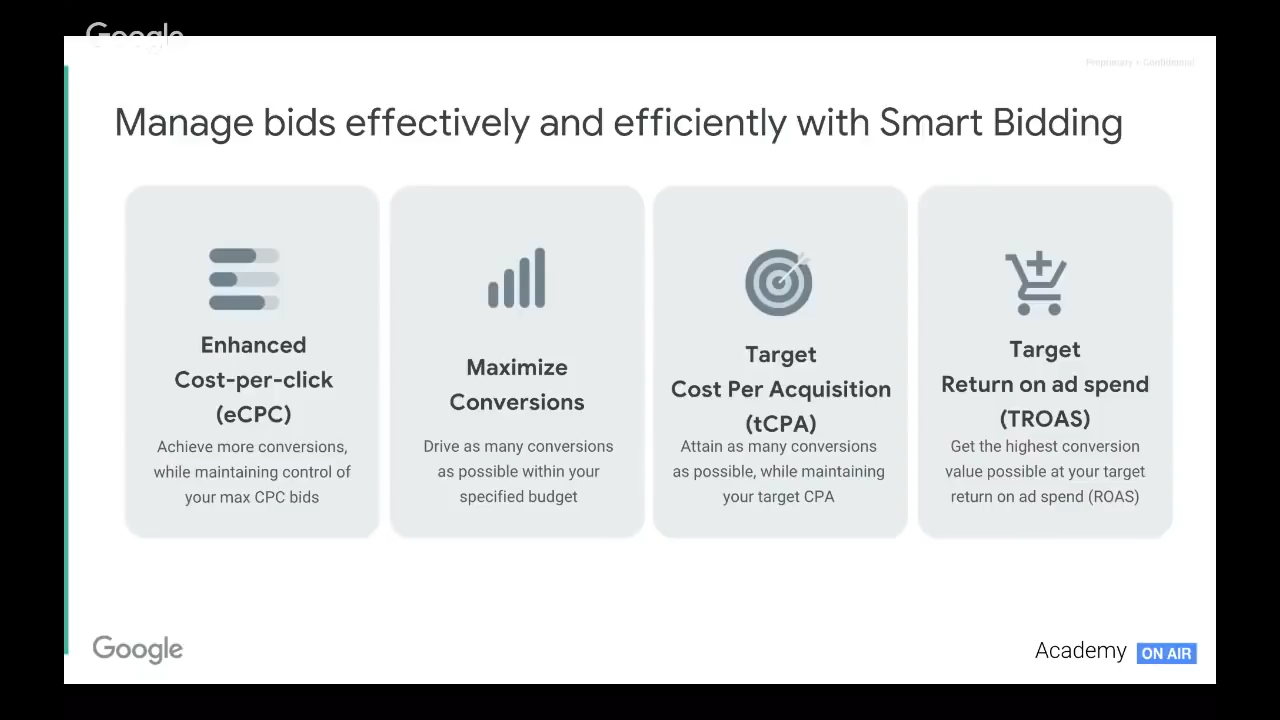 Google
Proprietary + Confidential
Manage bids effectively and efficiently with Smart Bidding
Enhanced
Cost-per-click
(eCPC)
Achieve more conversions,
while maintaining control of
your max CPC bids
Maximize
Conversions
Drive as many conversions
as possible within your
specified budget
Target
Cost Per Acquisition
(tCPA)
Attain as many conversions
as possible, while maintaining
your target CPA
Target
Return on ad spend
(TROAS)
Get the highest conversion
value possible at your target
return on ad spend (ROAS)
Google
Academy ON AIR